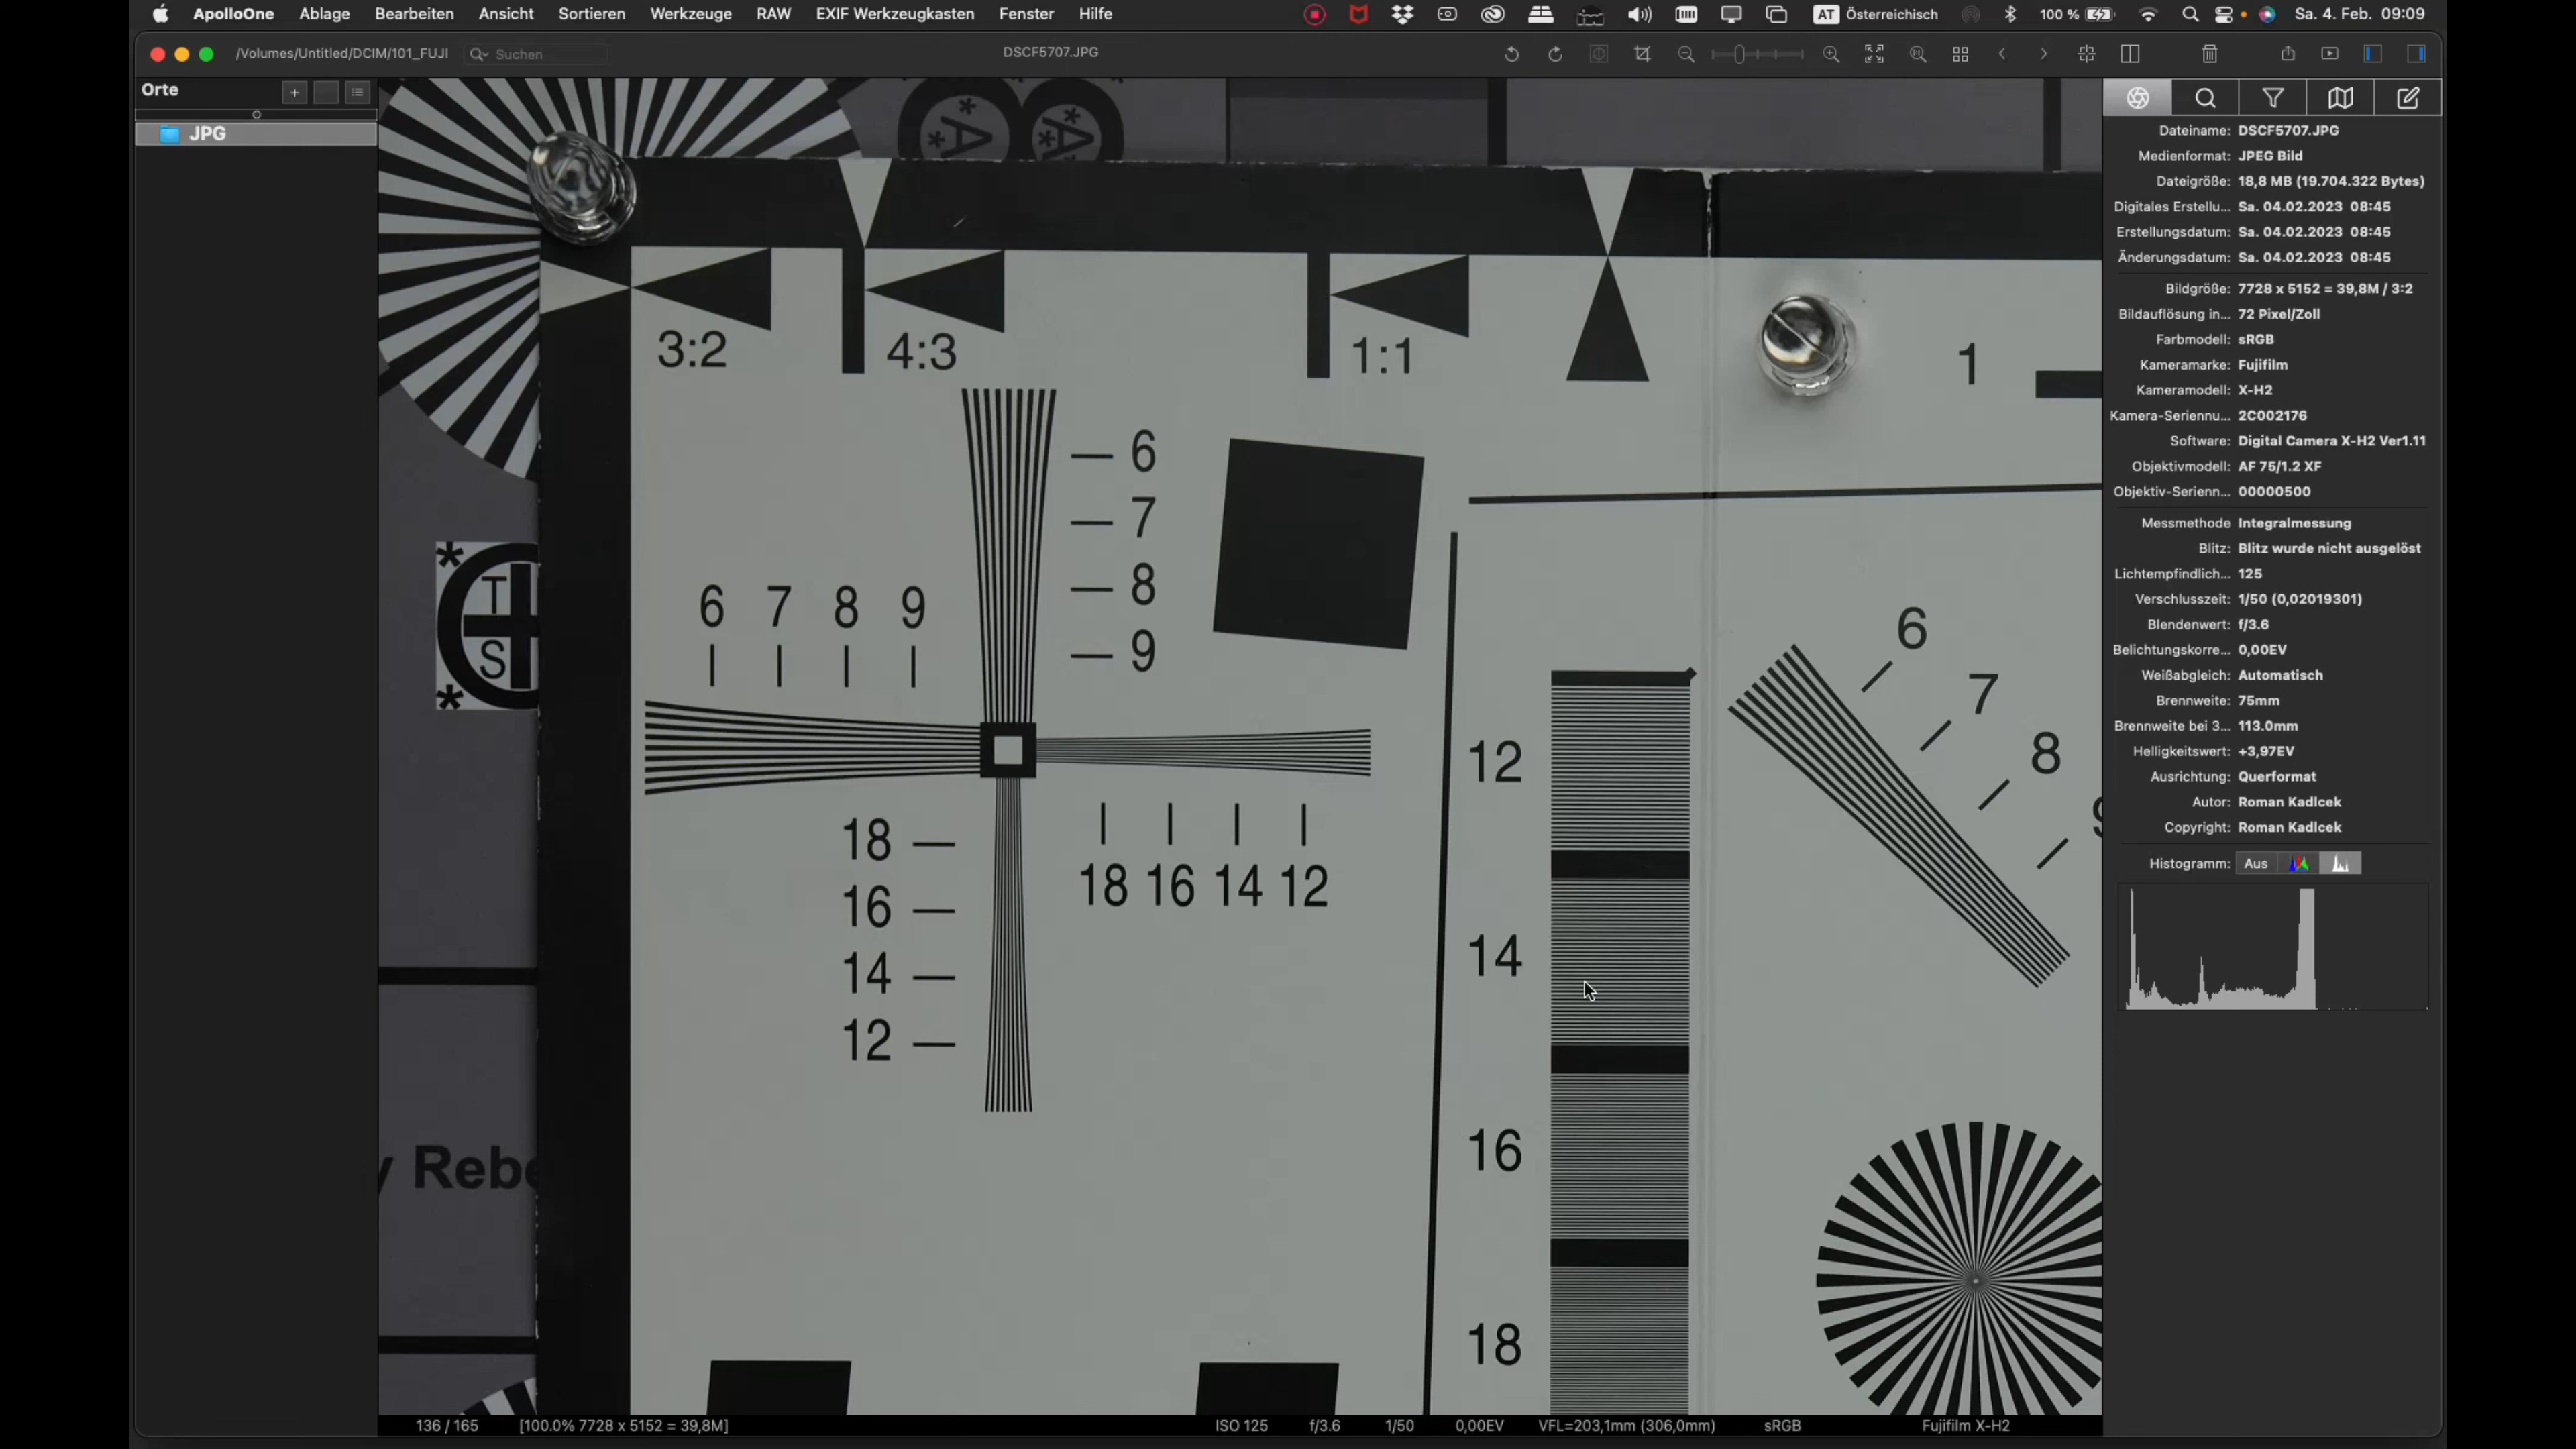 ApolloOne Ablage Bearbeiten Ansicht Sortieren Werkzeuge RAW EXIF Werkzeugkasten Fenster Hilfe AT Österreichisch 100 % Sa. 4. Feb. 09:09
/Volumes/Untitled/DCIM/101_FUJI Suchen DSCF5707.JPG
Orte
JPG
*A* *A*
3:2 4:3 1:1 1
6
7
8
9
6 7 8 9
18
16
14
12
18 16 14 12
12
14
16
18
6
7
8
9
* T
S
*
y Reb
Dateiname: DSCF5707.JPG
Medienformat: JPEG Bild
Dateigröße: 18,8 MB (19.704.322 Bytes)
Digitales Erstellu... Sa. 04.02.2023 08:45
Erstellungsdatum: Sa. 04.02.2023 08:45
Änderungsdatum: Sa. 04.02.2023 08:45
Bildgröße: 7728 x 5152 = 39,8M / 3:2
Bildauflösung in... 72 Pixel/Zoll
Farbmodell: sRGB
Kameramarke: Fujifilm
Kameramodell: X-H2
Kamera-Seriennu... 2C002176
Software: Digital Camera X-H2 Ver1.11
Objektivmodell: AF 75/1.2 XF
Objektiv-Serienn... 00000500
Messmethode Integralmessung
Blitz: Blitz wurde nicht ausgelöst
Lichtempfindlich... 125
Verschlusszeit: 1/50 (0,02019301)
Blendenwert: f/3.6
Belichtungskorre... 0,00EV
Weißabgleich: Automatisch
Brennweite: 75mm
Brennweite bei 3... 113.0mm
Helligkeitswert: +3,97EV
Ausrichtung: Querformat
Autor: Roman Kadlcek
Copyright: Roman Kadlcek
Histogramm: Aus
136 / 165 [100.0% 7728 x 5152 = 39,8M] ISO 125 f/3.6 1/50 0,00EV VFL=203,1mm (306,0mm) sRGB Fujifilm X-H2